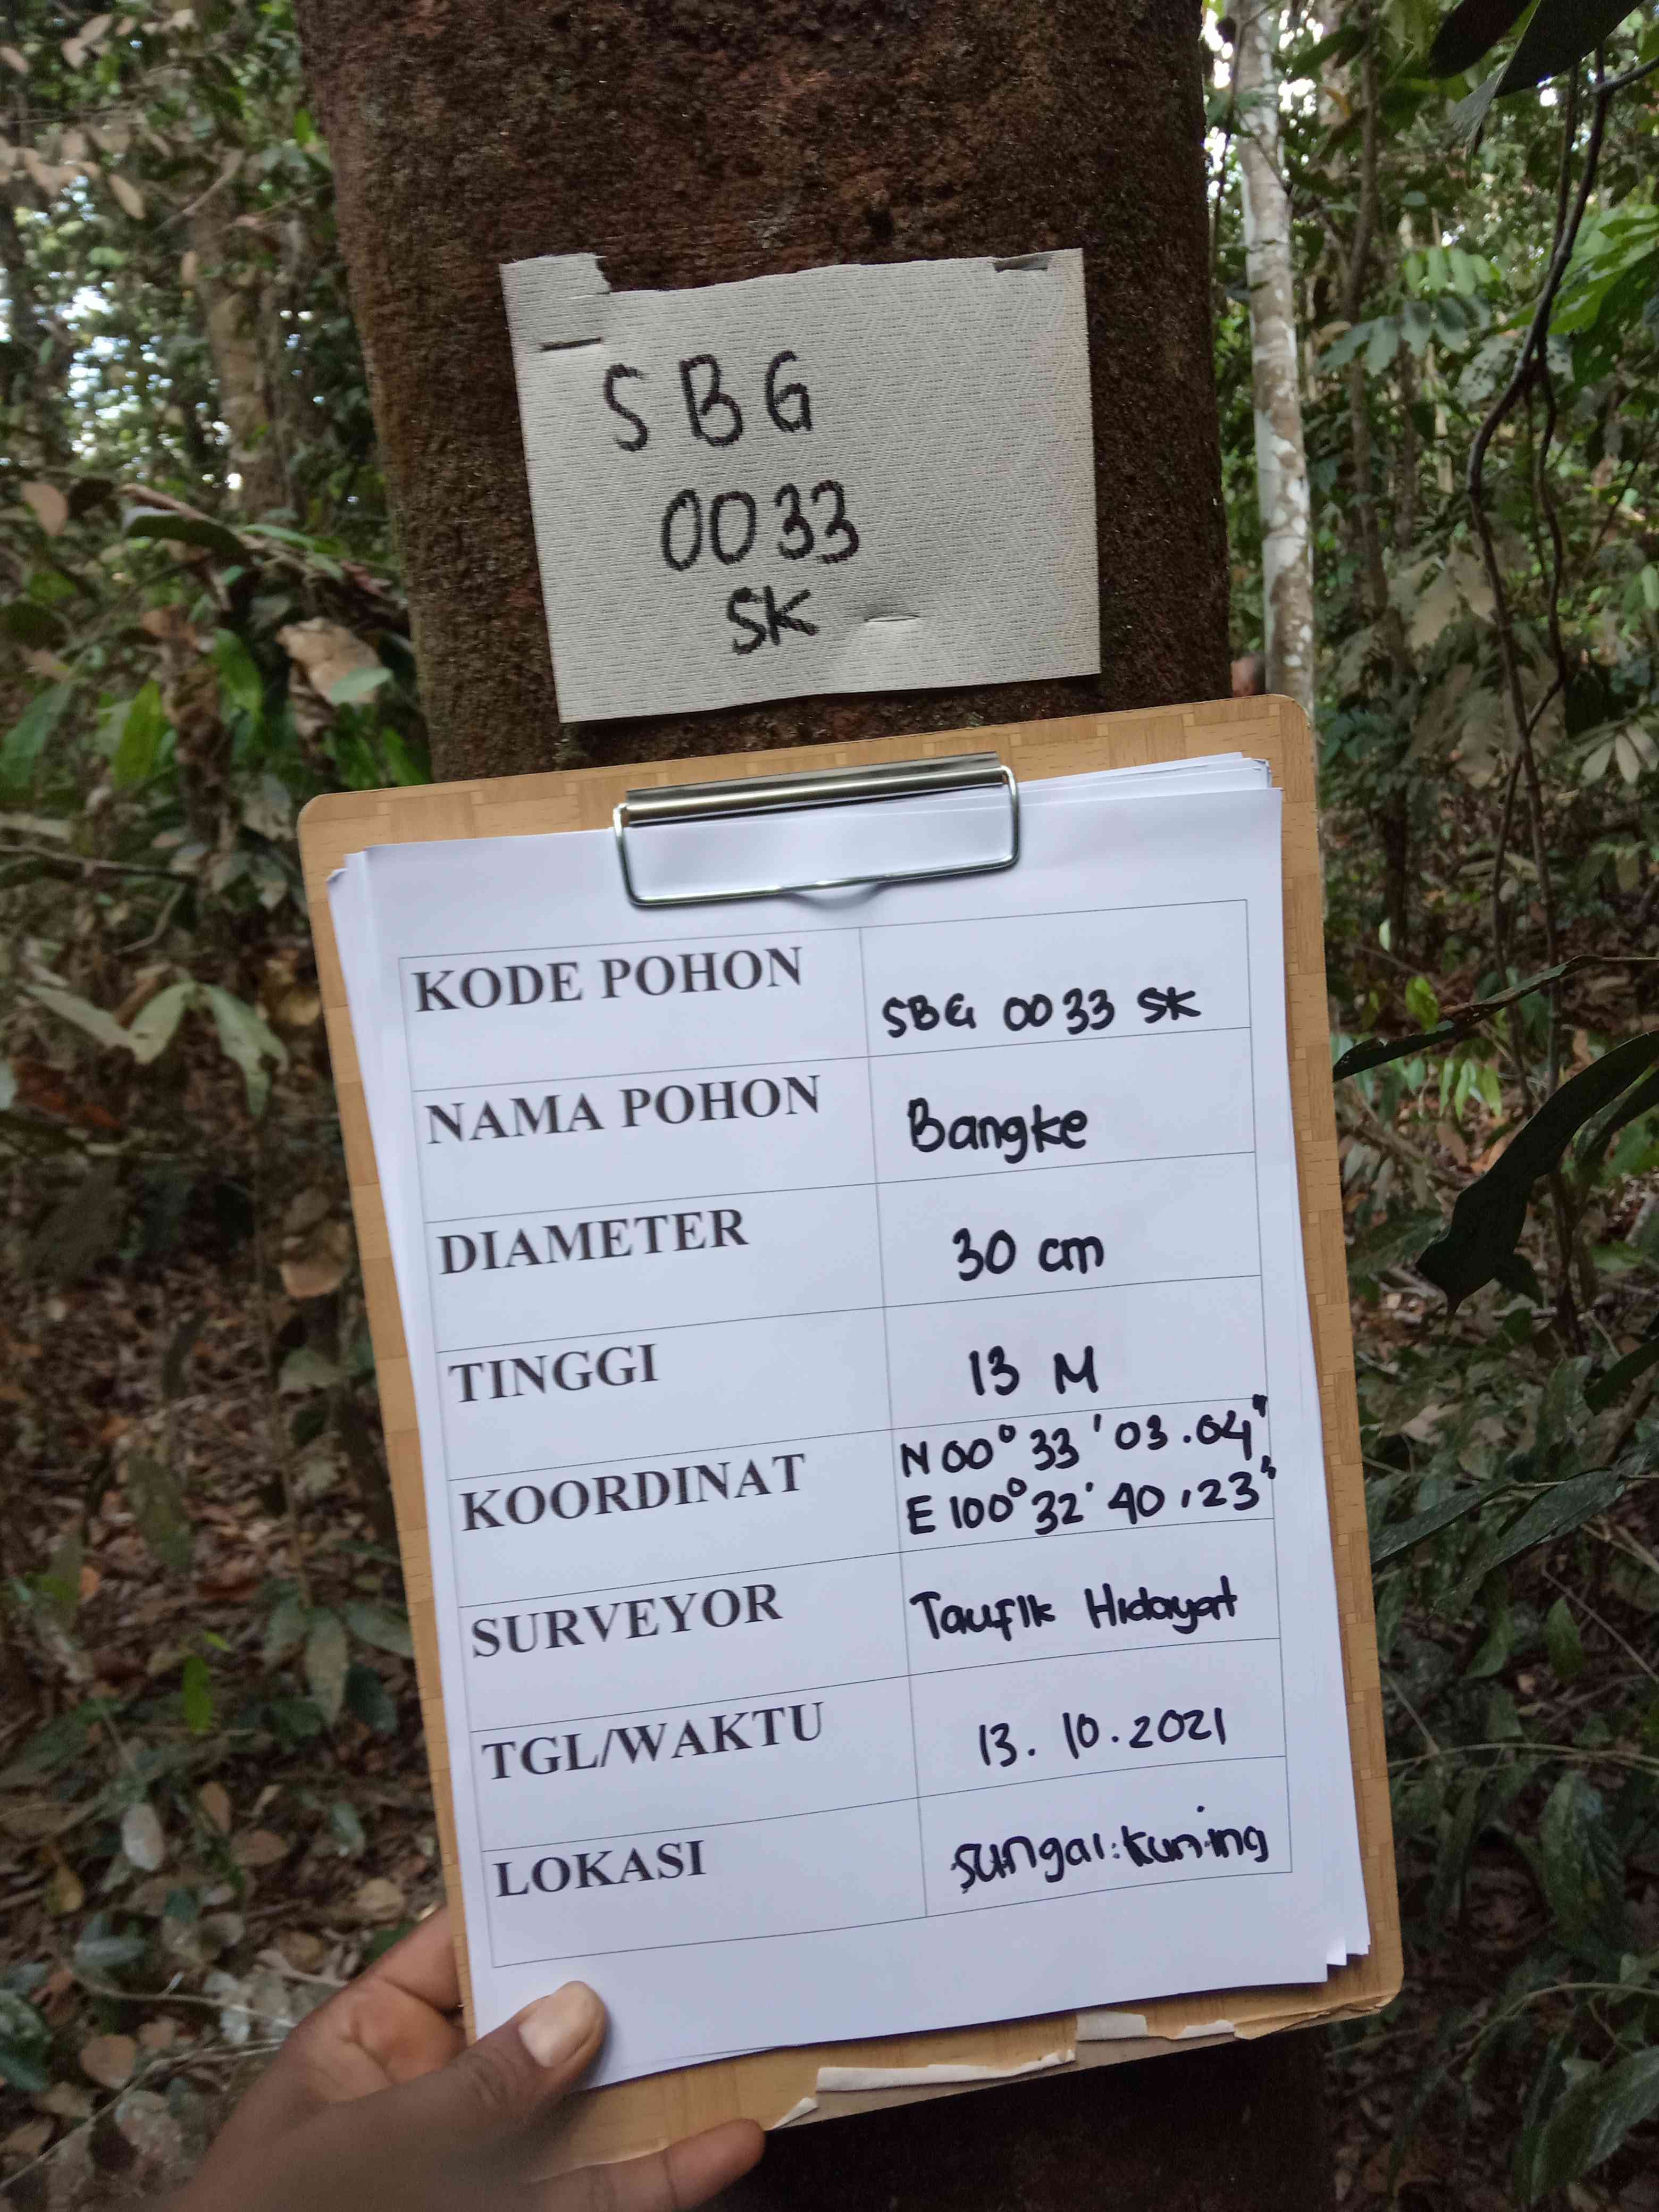 SBG
0033
SK
KODE POHON SBG 0033 SK
NAMA POHON Bangke
DIAMETER 30 cm
TINGGI 13 M
KOORDINAT N 00° 33 ' 03.04"
E 100° 32' 40,23"
SURVEYOR Taufik Hidayat
TGL/WAKTU 13. 10. 2021
LOKASI sungai kuning